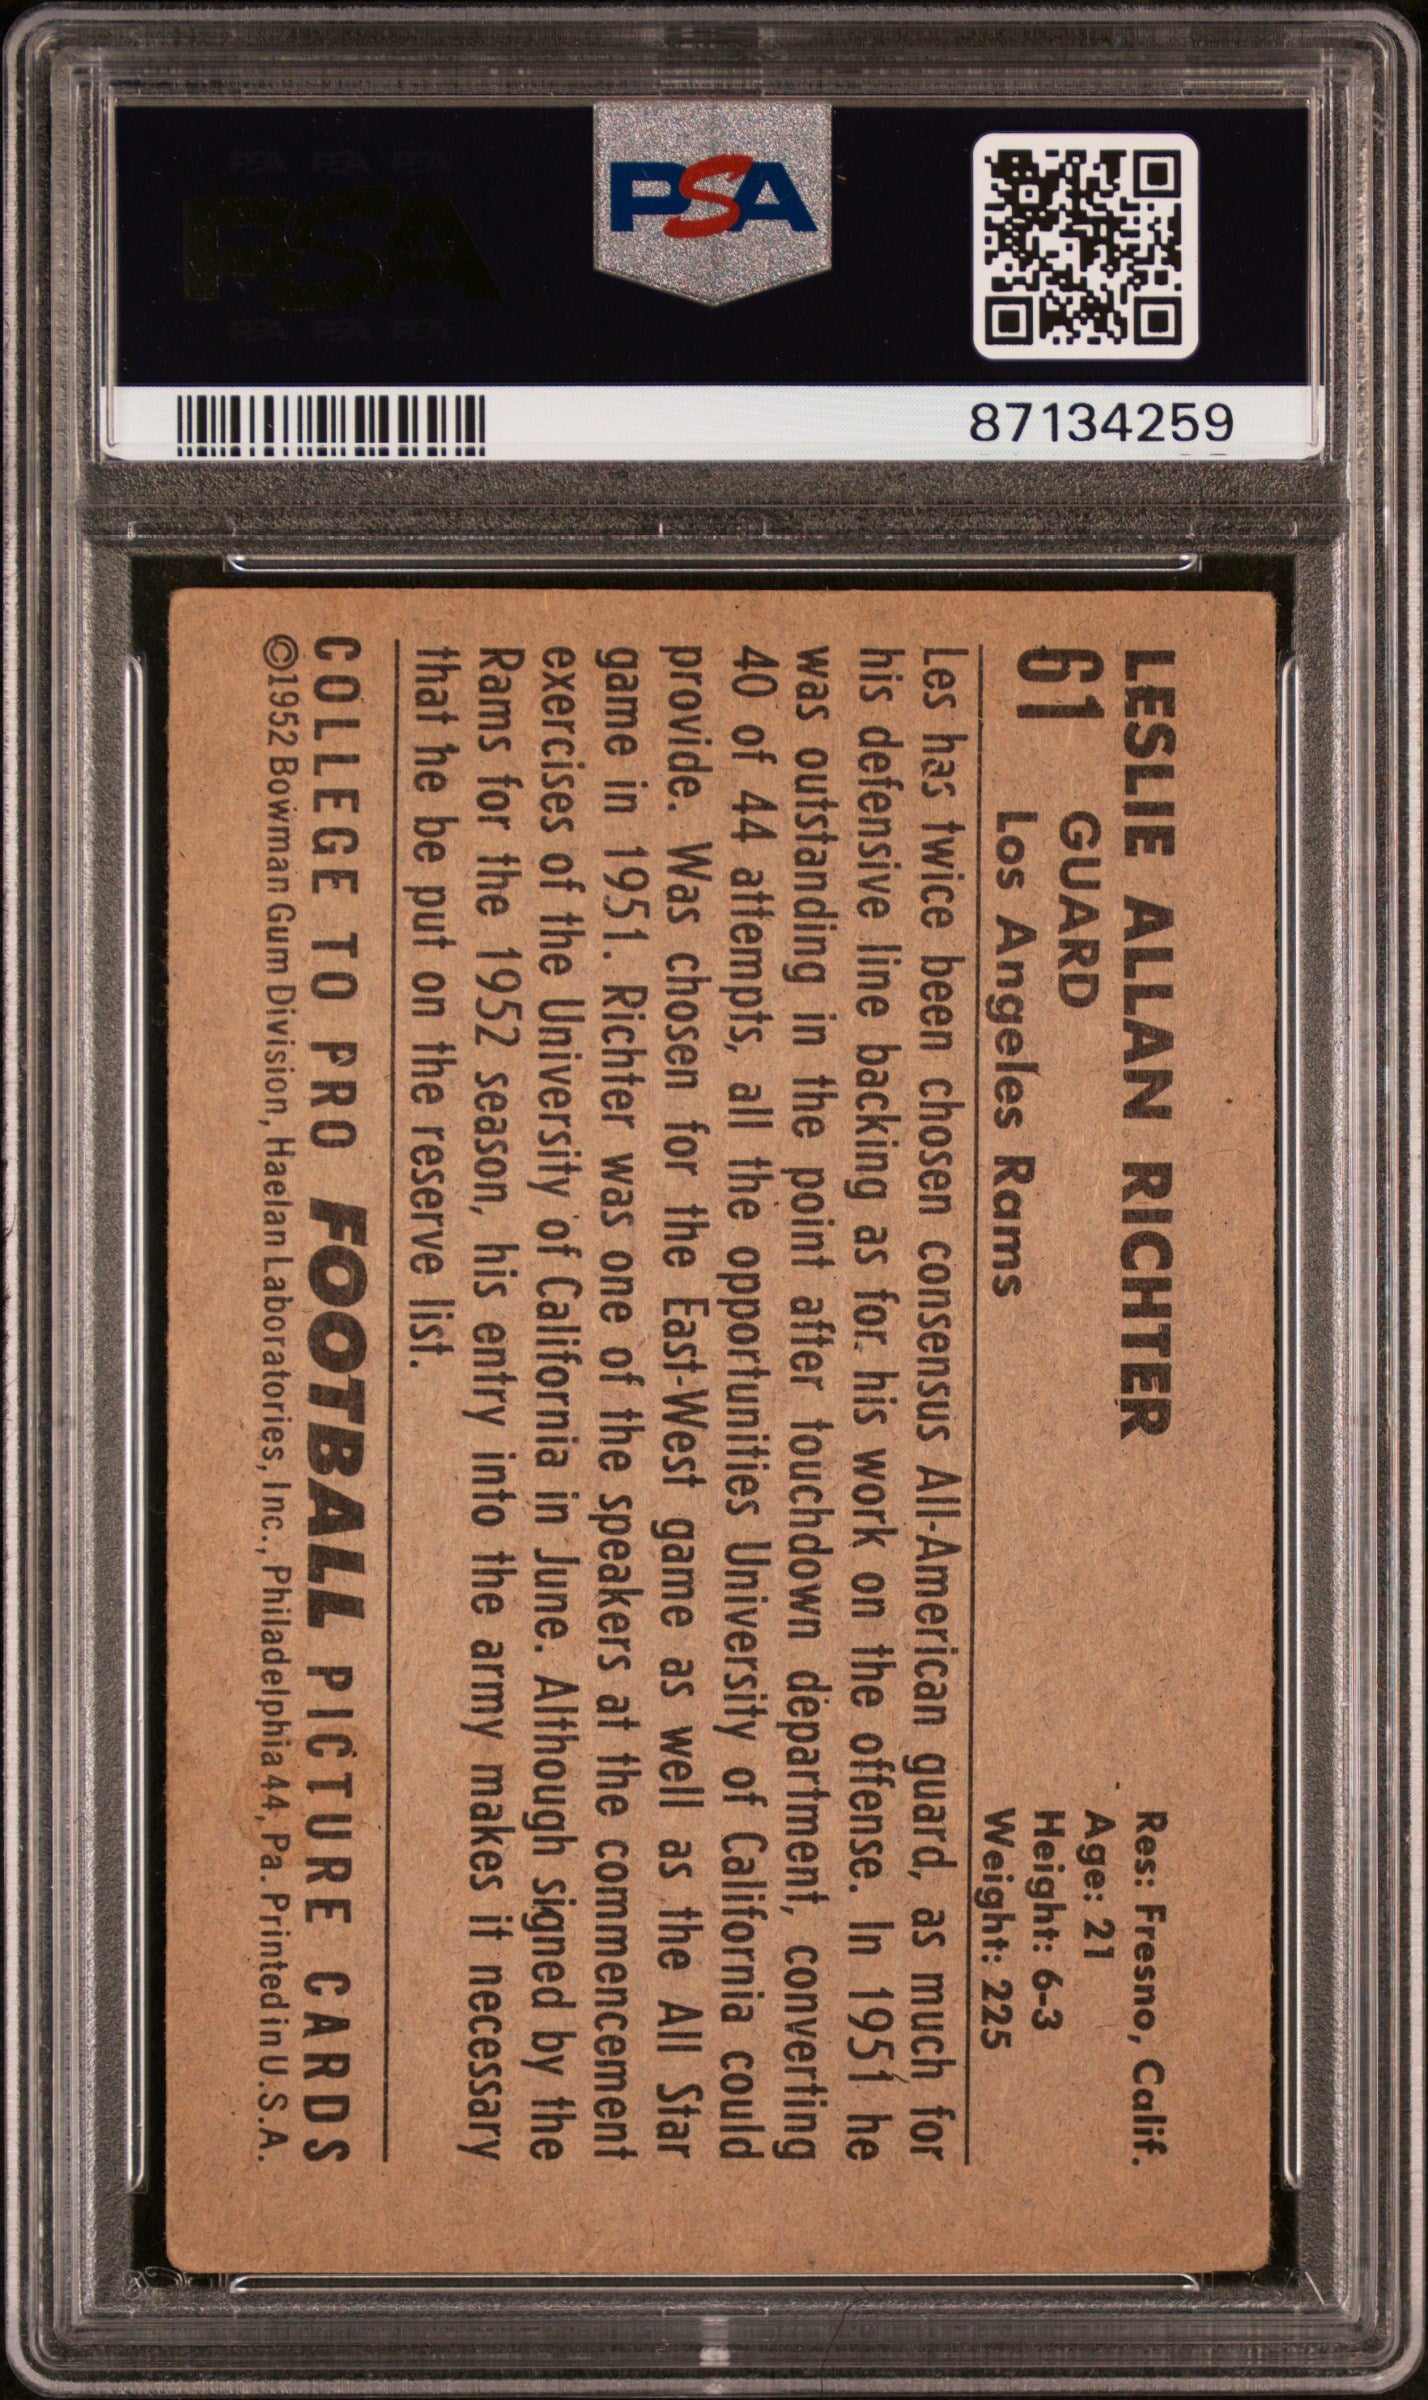 PSA PSA PSA
PSA
PSA PSA PSA
PSA
87134259
LESLIE ALLAN RICHTER
61 GUARD
Los Angeles Rams
Res: Fresno, Calif.
Age: 21
Height: 6-3
Weight: 225
Les has twice been chosen consensus All-American guard, as much for
his defensive line backing as for his work on the offense. In 1951 he
was outstanding in the point after touchdown department, converting
40 of 44 attempts, all the opportunities University of California could
provide. Was chosen for the East-West game as well as the All Star
game in 1951. Richter was one of the speakers at the commencement
exercises of the University of California in June. Although signed by the
Rams for the 1952 season, his entry into the army makes it necessary
that he be put on the reserve list.
COLLEGE TO PRO FOOTBALL PICTURE CARDS
©1952 Bowman Gum Division, Haelan Laboratories, Inc., Philadelphia 44, Pa. Printed in U.S.A.